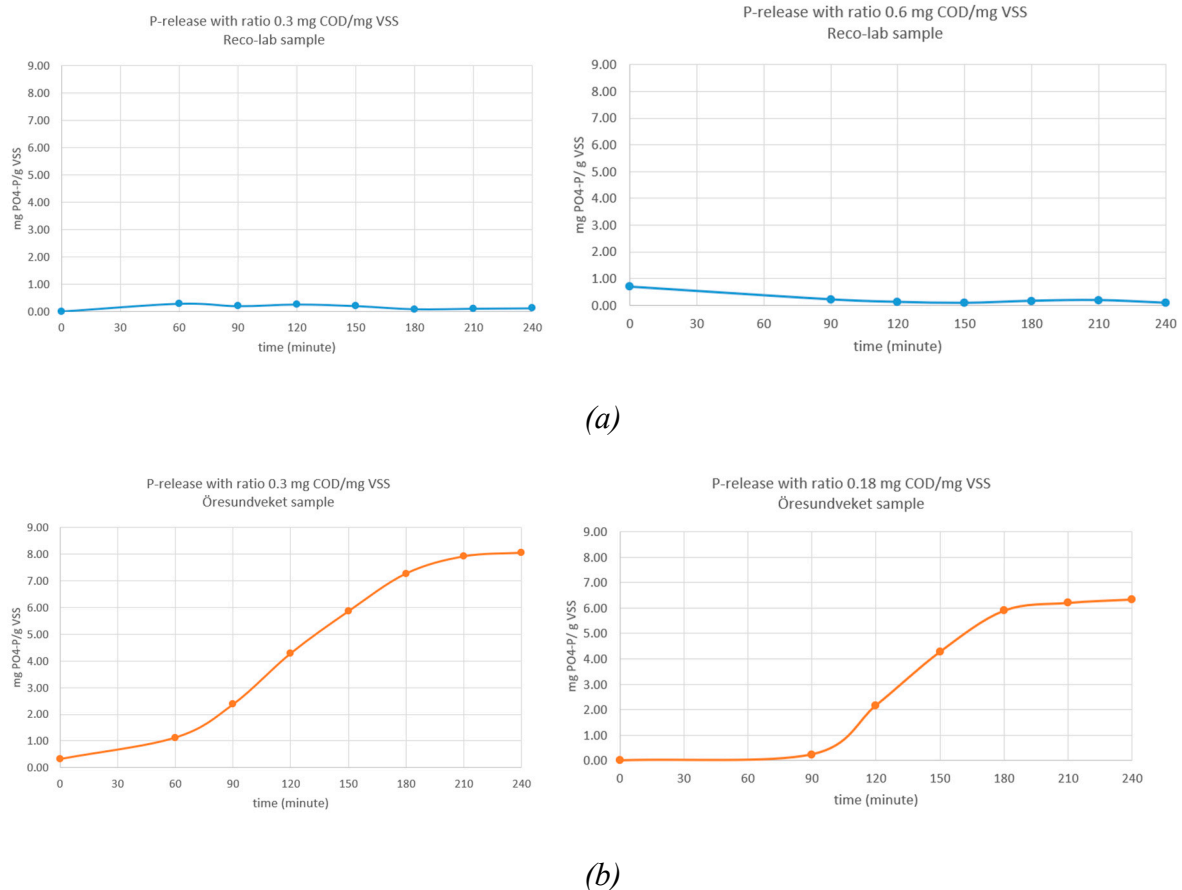 P-release with ratio 0.3 mg COD/mg VSS
Reco-lab sample
9.00
8.00
7.00
6.00
5.00
4.00
3.00
2.00
1.00
0.00
mg PO4-P/g VSS
0 30 60 90 120 150 180 210 240
time (minute)
P-release with ratio 0.6 mg COD/mg VSS
Reco-lab sample
9.00
8.00
7.00
6.00
5.00
4.00
3.00
2.00
1.00
0.00
mg PO4-P/ g VSS
0 30 60 90 120 150 180 210 240
time (minute)
(a)
P-release with ratio 0.3 mg COD/mg VSS
Öresundveket sample
9.00
8.00
7.00
6.00
5.00
4.00
3.00
2.00
1.00
0.00
mg PO4-P/g VSS
0 30 60 90 120 150 180 210 240
time (minute)
P-release with ratio 0.18 mg COD/mg VSS
Öresundveket sample
9.00
8.00
7.00
6.00
5.00
4.00
3.00
2.00
1.00
0.00
mg PO4-P/ g VSS
0 30 60 90 120 150 180 210 240
time (minute)
(b)